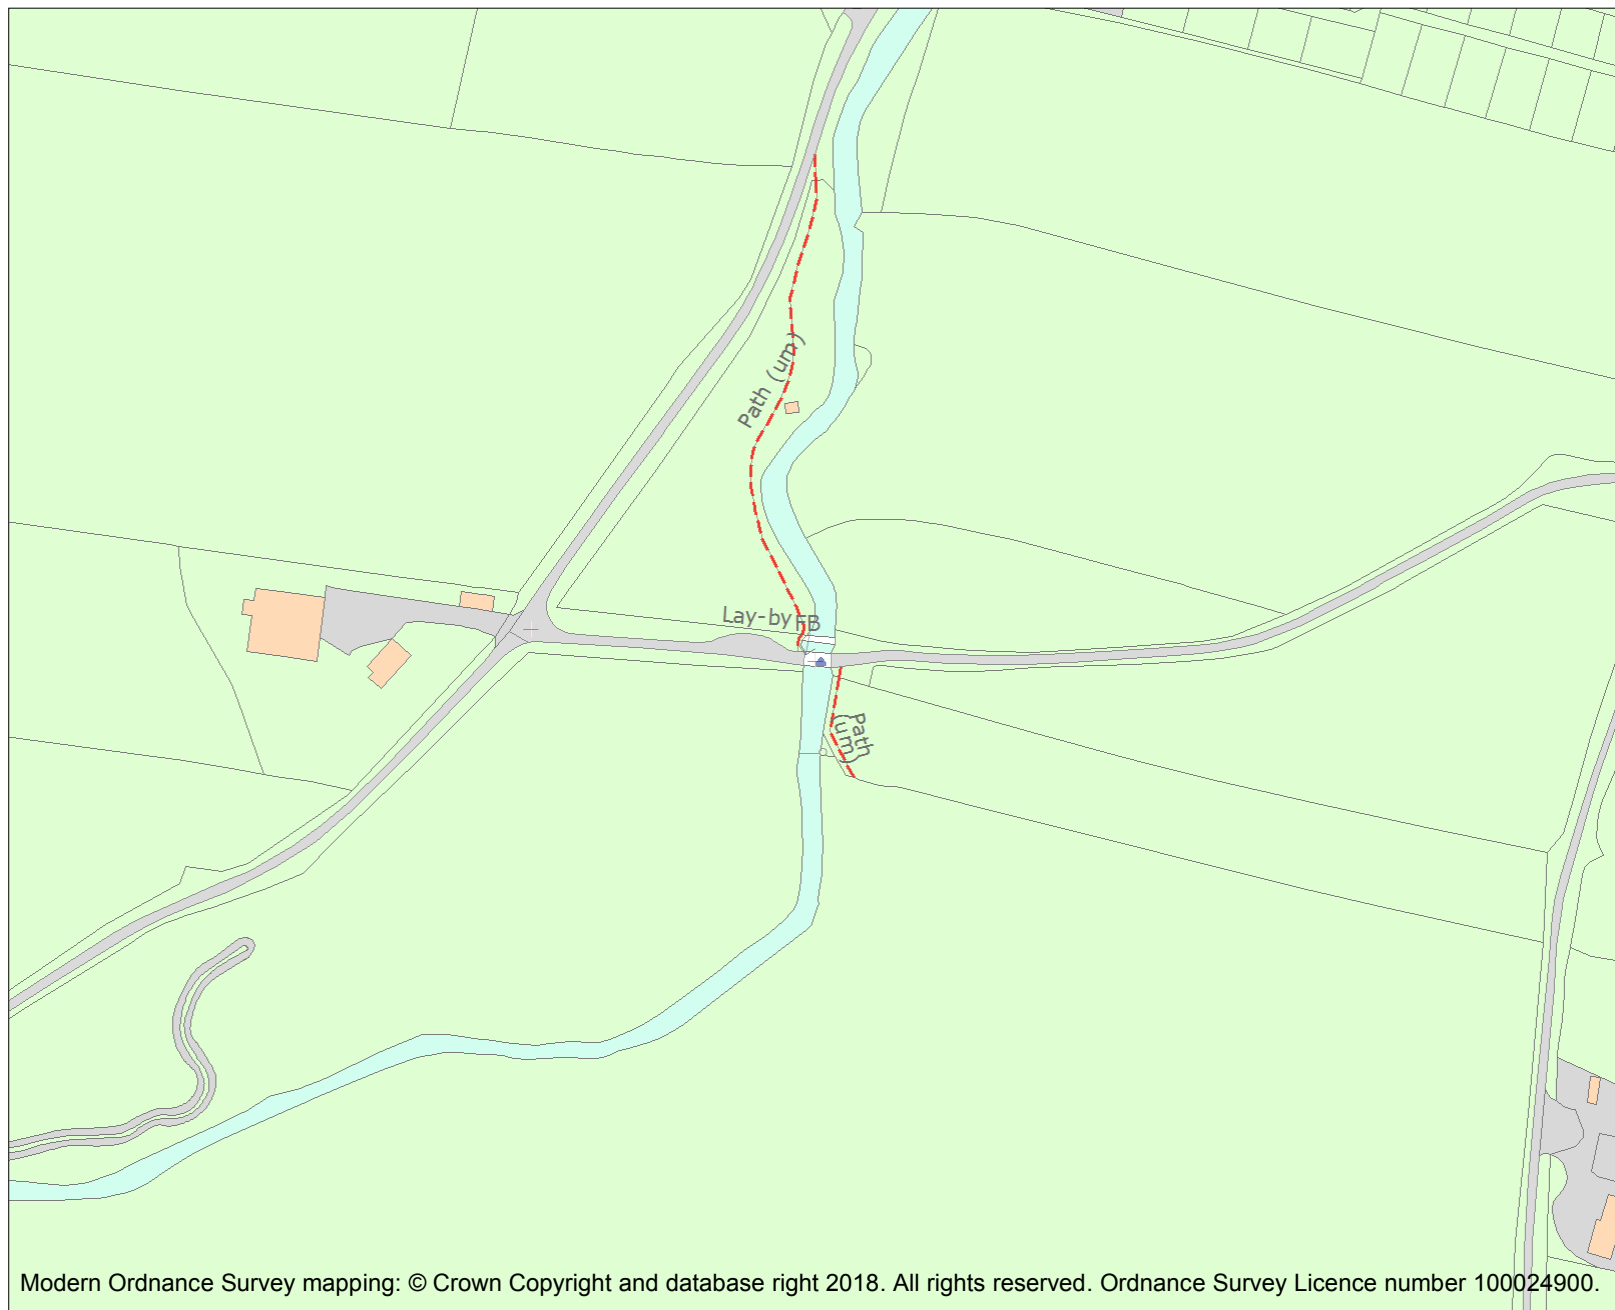 Path (um)
Lay-by
FB
Path
(um)
Modern Ordnance Survey mapping: © Crown Copyright and database right 2018. All rights reserved. Ordnance Survey Licence number 100024900.